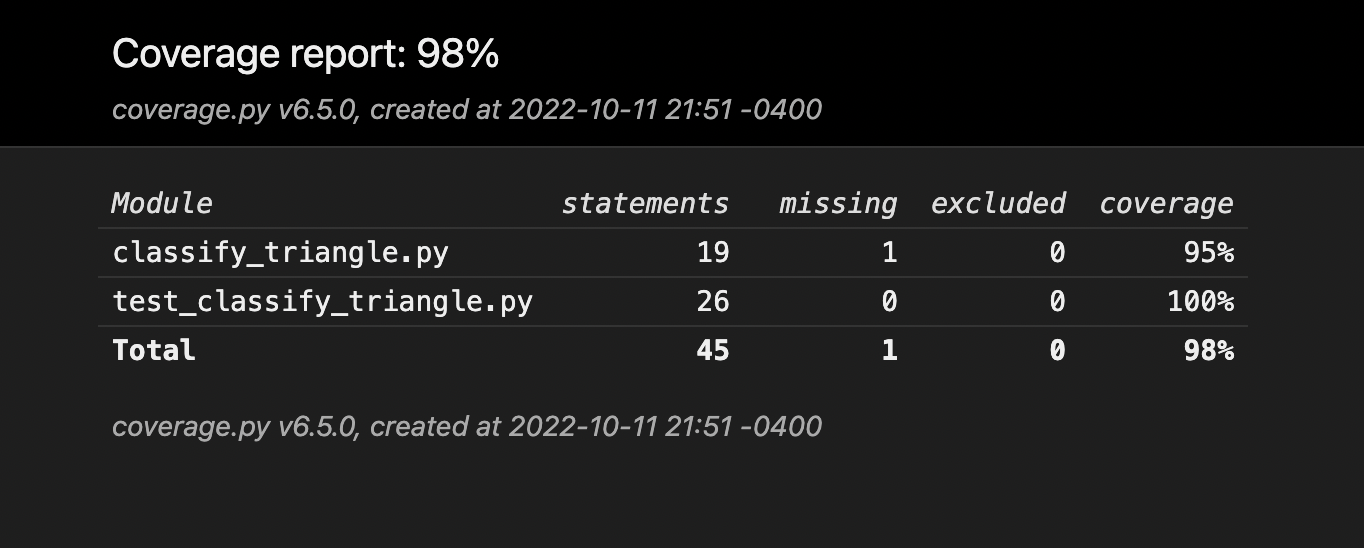 Coverage report: 98%
coverage.py v6.5.0, created at 2022-10-11 21:51 -0400
Module statements missing excluded coverage
classify_triangle.py 19 1 0 95%
test_classify_triangle.py 26 0 0 100%
Total 45 1 0 98%
coverage.py v6.5.0, created at 2022-10-11 21:51 -0400